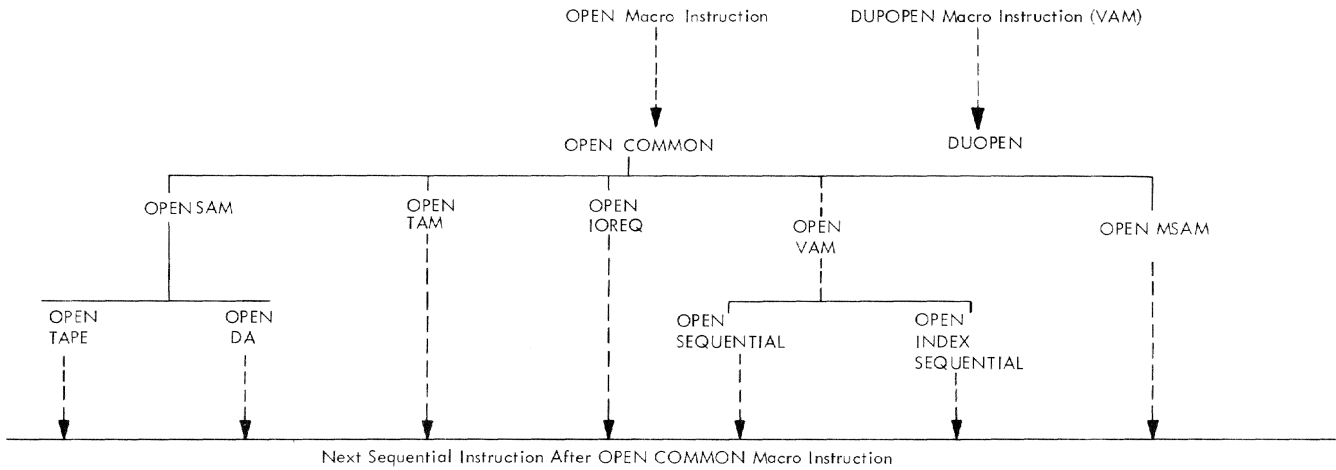 OPEN Macro Instruction
DUPOPEN Macro Instruction (VAM)
OPEN COMMON
DUOPEN
OPEN SAM
OPEN
TAM
OPEN
IOREQ
OPEN
VAM
OPEN MSAM
OPEN
TAPE
OPEN
DA
OPEN
SEQUENTIAL
OPEN
INDEX
SEQUENTIAL
Next Sequential Instruction After OPEN COMMON Macro Instruction